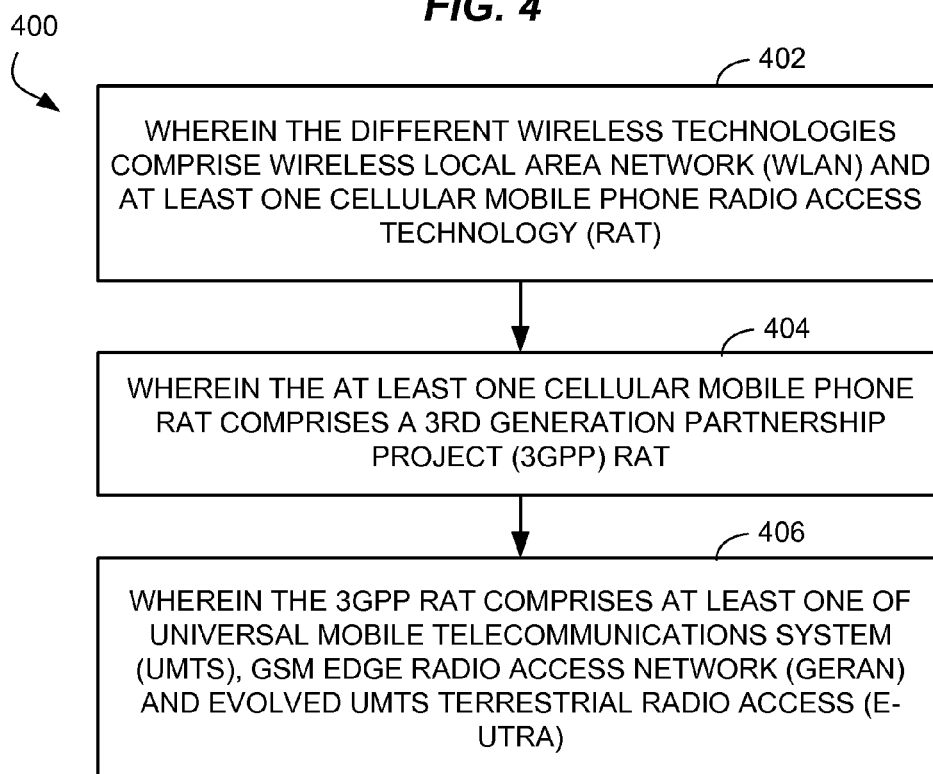 FIG. 4
400
402
WHEREIN THE DIFFERENT WIRELESS TECHNOLOGIES
COMPRISE WIRELESS LOCAL AREA NETWORK (WLAN) AND
AT LEAST ONE CELLULAR MOBILE PHONE RADIO ACCESS
TECHNOLOGY (RAT)
404
WHEREIN THE AT LEAST ONE CELLULAR MOBILE PHONE
RAT COMPRISES A 3RD GENERATION PARTNERSHIP
PROJECT (3GPP) RAT
406
WHEREIN THE 3GPP RAT COMPRISES AT LEAST ONE OF
UNIVERSAL MOBILE TELECOMMUNICATIONS SYSTEM
(UMTS), GSM EDGE RADIO ACCESS NETWORK (GERAN)
AND EVOLVED UMTS TERRESTRIAL RADIO ACCESS (E-
UTRA)